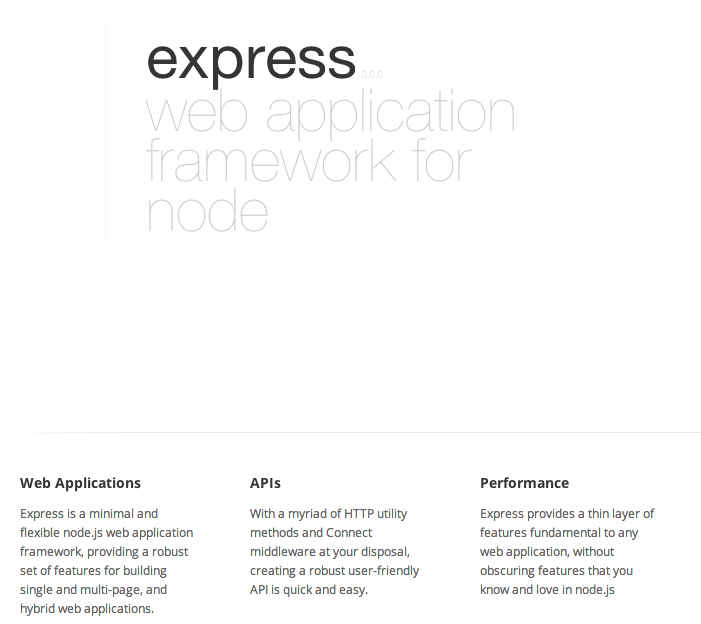 express 3.0.0
web application
framework for
node
Web Applications
Express is a minimal and
flexible node.js web application
framework, providing a robust
set of features for building
single and multi-page, and
hybrid web applications.
APIs
With a myriad of HTTP utility
methods and Connect
middleware at your disposal,
creating a robust user-friendly
API is quick and easy.
Performance
Express provides a thin layer of
features fundamental to any
web application, without
obscuring features that you
know and love in node.js